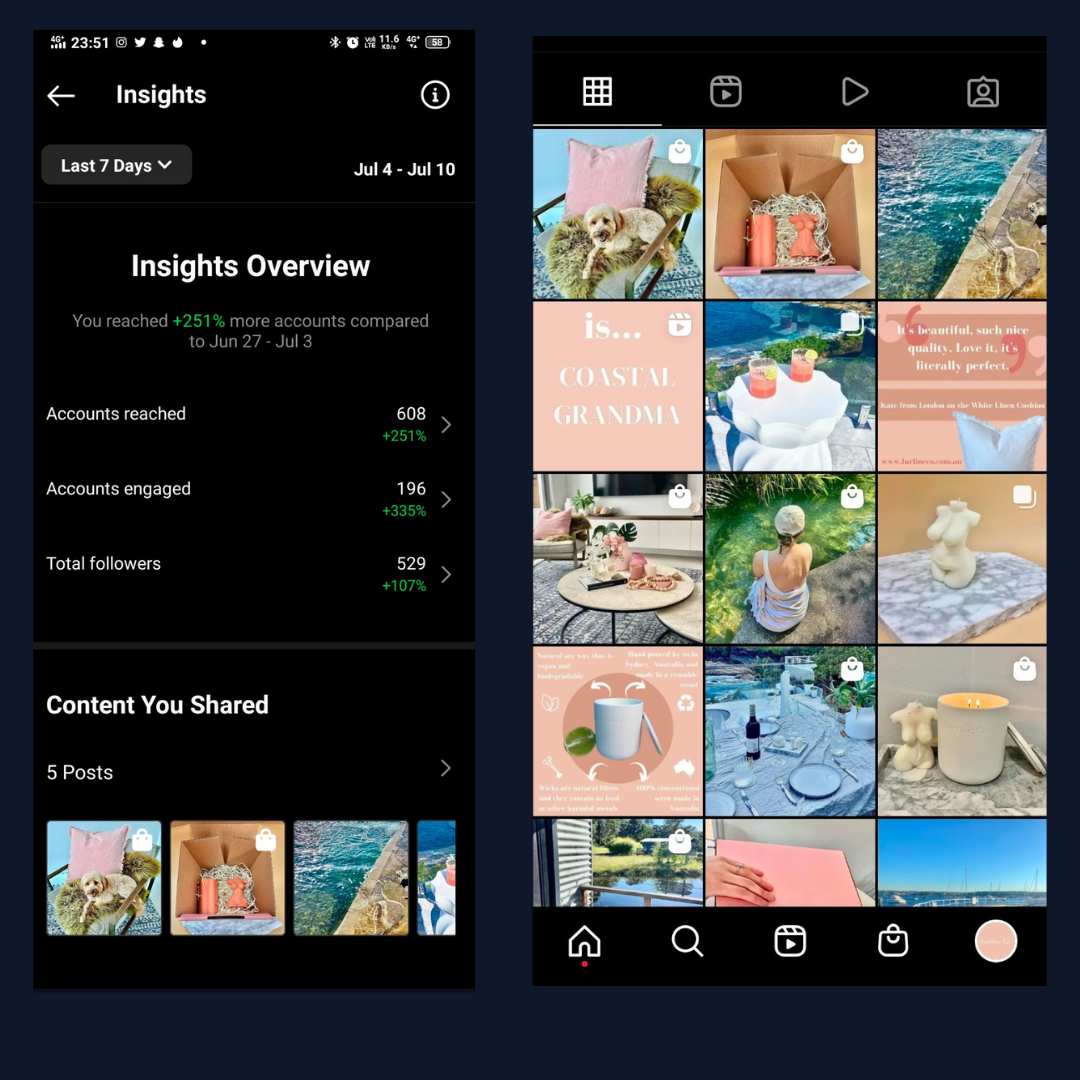 4G+ 23:51
VoI) LTE 11.6 KB/s 4G+ 58
Insights
Last 7 Days
Jul 4 - Jul 10
Insights Overview
You reached +251% more accounts compared
to Jun 27 - Jul 3
Accounts reached 608
+251%
Accounts engaged 196
+335%
Total followers 529
+107%
Content You Shared
5 Posts
is...
COASTAL
GRANDMA
It's beautiful, such nice
quality. Love it, it's
literally perfect.
Kate from London on the White Linen Cushion
www.lurlineco.com.au
Natural soy wax that is
vegan and
biodegradable
Hand poured by us in
Sydney, Australia and
made in a reusable
vessel
Wicks are natural fibres
and they contain no lead
or other harmful metals
100% concentrated
scent made in
Australia